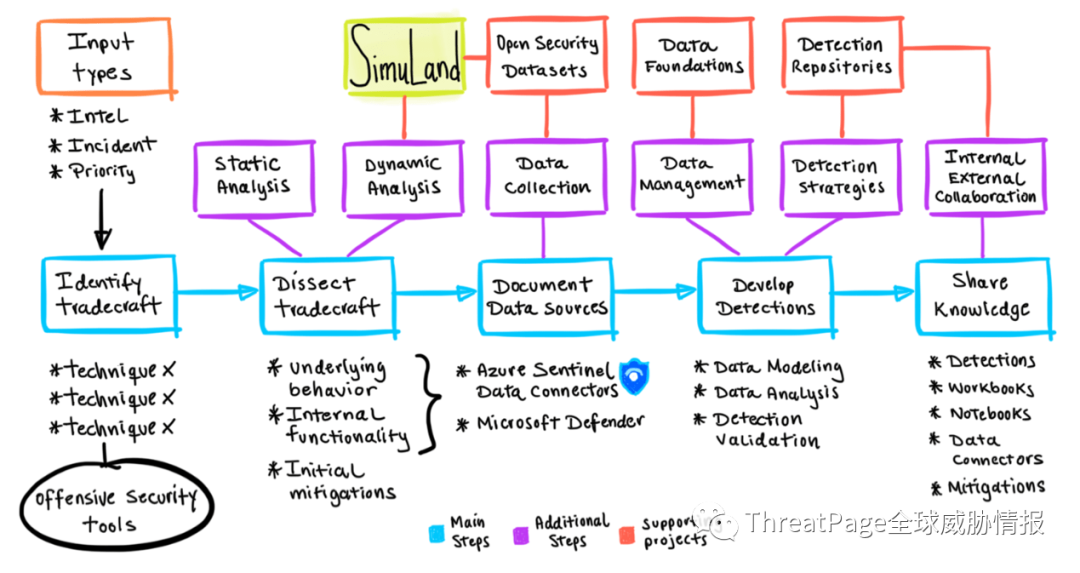 Input
types
* Intel
* Incident
* Priority
SimuLand
Open Security
Datasets
Data
Foundations
Detection
Repositories
Static
Analysis
Dynamic
Analysis
Data
Collection
Data
Management
Detection
Strategies
Internal
External
Collaboration
Identify
tradecraft
Dissect
tradecraft
Document
Data Sources
Develop
Detections
Share
Knowledge
* technique X
* technique X
* technique X
offensive security
tools
* Underlying
behavior
* Internal
functionality
* Initial
mitigations
* Azure Sentinel
Data Connectors
* Microsoft Defender
* Data Modeling
* Data Analysis
* Detection
Validation
* Detections
* Workbooks
* Notebooks
* Data
Connectors
* Mitigations
Main
Steps
Additional
Steps
projects
ThreatPage全球威胁情报